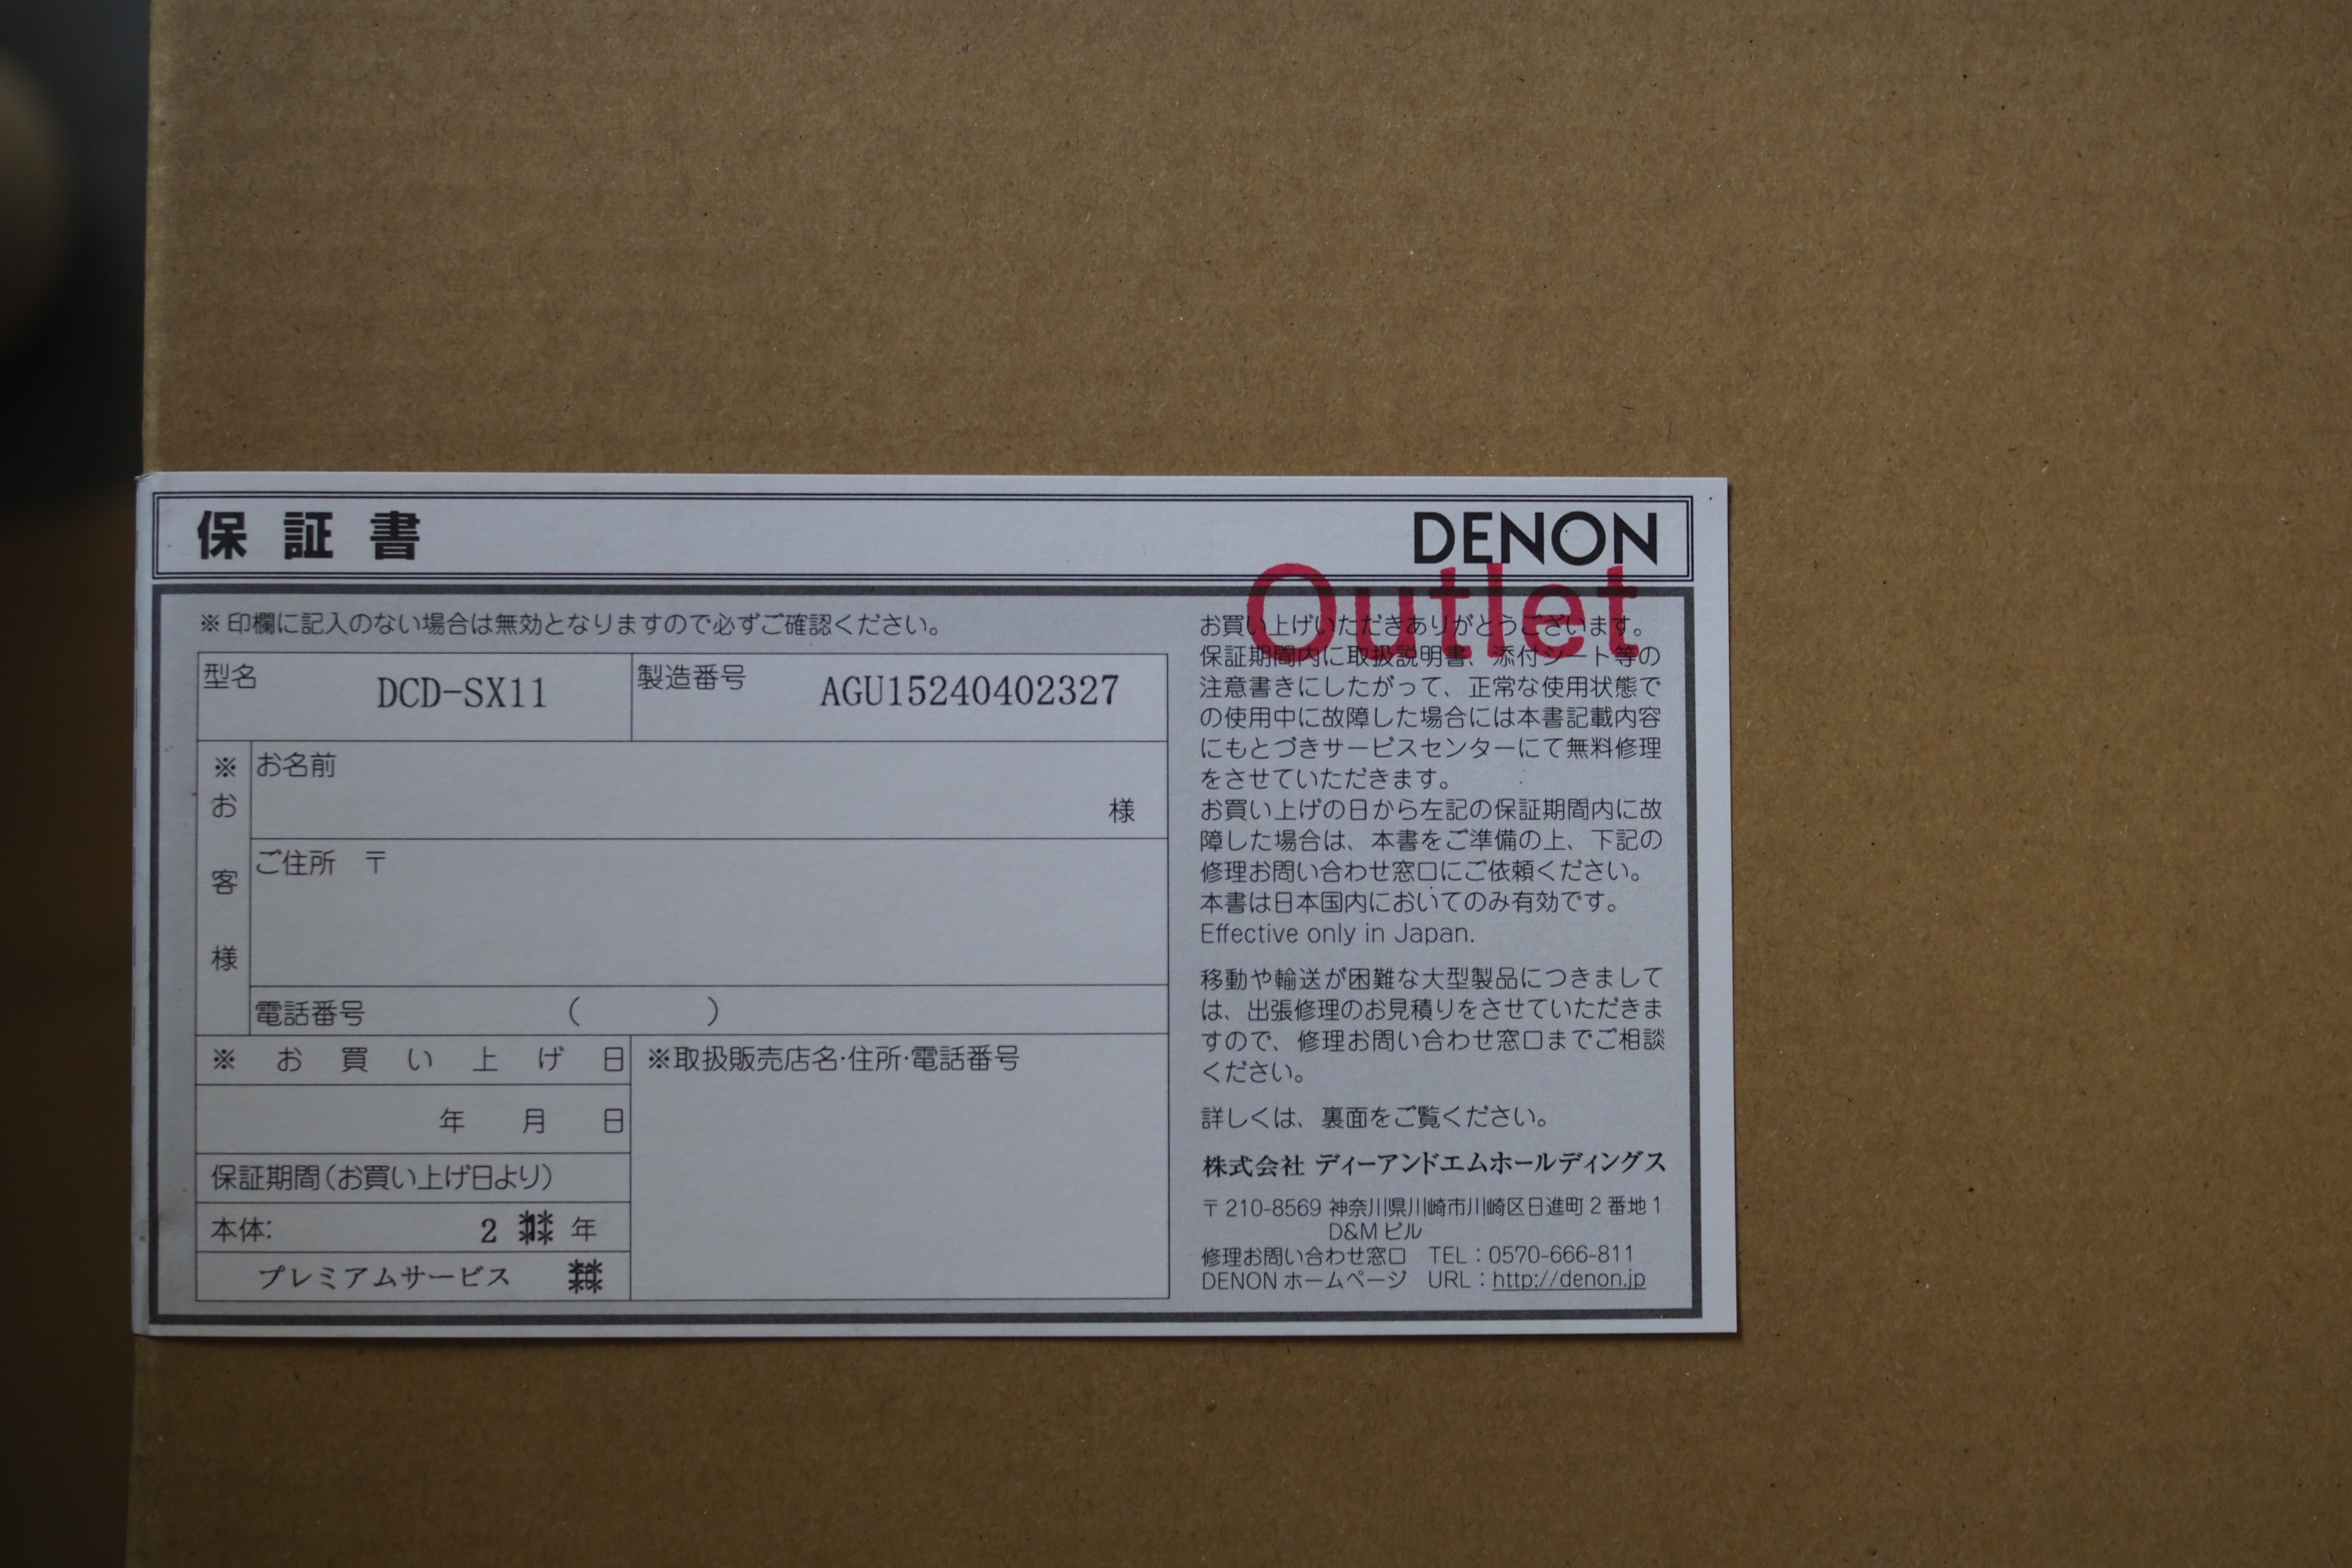 保証書
DENON
Outlet
※印欄に記入のない場合は無効となりますので必ずご確認ください。
型名 DCD-SX11
製造番号 AGU15240402327
※お客様
お名前
様
ご住所 〒
電話番号 ( )
※お買い上げ日
年 月 日
保証期間(お買い上げ日より)
本体: 2 年
プレミアムサービス
※取扱販売店名・住所・電話番号
お買い上げいただきありがとうございます。
保証期間内に取扱説明書、添付シート等の
注意書きにしたがって、正常な使用状態で
の使用中に故障した場合には本書記載内容
にもとづきサービスセンターにて無料修理
をさせていただきます。
お買い上げの日から左記の保証期間内に故
障した場合は、本書をご準備の上、下記の
修理お問い合わせ窓口にご依頼ください。
本書は日本国内においてのみ有効です。
Effective only in Japan.
移動や輸送が困難な大型製品につきまして
は、出張修理のお見積りをさせていただきま
すので、修理お問い合わせ窓口までご相談
ください。
詳しくは、裏面をご覧ください。
株式会社 ディーアンドエムホールディングス
〒210-8569 神奈川県川崎市川崎区日進町2番地1
D&Mビル
修理お問い合わせ窓口 TEL:0570-666-811
DENONホームページ URL:http://denon.jp